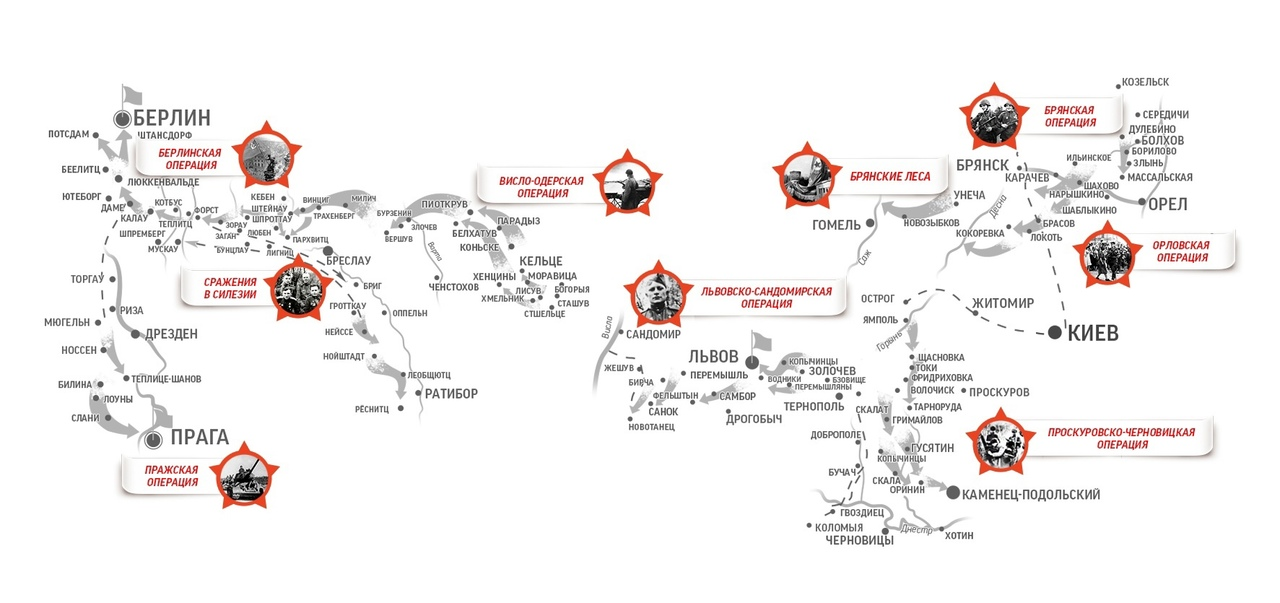 КОЗЕЛЬСК
БРЯНСКАЯ
ОПЕРАЦИЯ
СЕРЕДИЧИ
ДУЛЕБИНО
БОЛХОВ
БОРИЛОВО
ИЛЬИНСКОЕ
ЗЛЫНЬ
БРЯНСК
КАРАЧЕВ
МАССАЛЬСКАЯ
ШАХОВО
НАРЫШКИНО
ОРЕЛ
ШАБЛЫКИНО
БРЯНСКИЕ ЛЕСА
УНЕЧА
Десна
ГОМЕЛЬ
НОВОЗЫБКОВ
КОКОРЕВКА
БРАСОВ
ЛОКОТЬ
ОРЛОВСКАЯ
ОПЕРАЦИЯ
Сож
БЕРЛИН
ПОТСДАМ
ШТАНСДОРФ
БЕРЛИНСКАЯ
ОПЕРАЦИЯ
БЕЕЛИТЦ
ЛЮККЕНВАЛЬДЕ
ЮТЕБОРГ
ДАМЕ
КАЛАУ
КОТБУС
ФОРСТ
ТЕПЛИТЦ
ШПРЕМБЕРГ
МУСКАУ
КЕБЕН
ШТЕЙНАУ
ШПРОТТАУ
ЗОРАУ
ЗАГАН
ЛЮБЕН
БУНЦЛАУ
ЛИГНИЦ
ВИНЦИГ
МИЛИЧ
ТРАХЕНБЕРГ
ПАРХВИТЦ
БРЕСЛАУ
ВИСЛО-ОДЕРСКАЯ
ОПЕРАЦИЯ
ПИОТКРУВ
БУРЗЕНИН
ЗЛОЧЕВ
ВЕРШУВ
Варта
ПАРАДЫЗ
БЕЛХАТУВ
КОНЬСКЕ
КЕЛЬЦЕ
ЧЕНСТОХОВ
ХЕНЦИНЫ
МОРАВИЦА
ЛИСУВ
БОГОРЫЯ
ХМЕЛЬНИК
СТАШУВ
СТШЕЛЬЦЕ
СРАЖЕНИЯ
В СИЛЕЗИИ
БРИГ
ГРОТТКАУ
ОППЕЛЬН
НЕЙССЕ
НОЙШТАДТ
ЛЕОБЩЮТЦ
РАТИБОР
РЁСНИТЦ
ТОРГАУ
РИЗА
МЮГЕЛЬН
ДРЕЗДЕН
НОССЕН
ТЕПЛИЦЕ-ШАНОВ
БИЛИНА
ЛОУНЫ
СЛАНИ
ПРАГА
ПРАЖСКАЯ
ОПЕРАЦИЯ
ЛЬВОВСКО-САНДОМИРСКАЯ
ОПЕРАЦИЯ
Висла
САНДОМИР
ЛЬВОВ
ЖЕШУВ
ПЕРЕМЫШЛЬ
БИРЧА
ФЕЛЬШТЫН
САМБОР
САНОК
НОВОТАНЕЦ
ДРОГОБЫЧ
КОПЫЧИНЦЫ
ЗОЛОЧЕВ
ВОДНИКИ
БЗОВИЩЕ
ПЕРЕМЫШЛЯНЫ
ТЕРНОПОЛЬ
ОСТРОГ
ЖИТОМИР
КИЕВ
ЯМПОЛЬ
Горынь
ЩАСНОВКА
ТОКИ
ФРИДРИХОВКА
ВОЛОЧИСК
ПРОСКУРОВ
ТАРНОРУДА
СКАЛАТ
ГРИМАЙЛОВ
ПРОСКУРОВСКО-ЧЕРНОВИЦКАЯ
ОПЕРАЦИЯ
ДОБРОПОЛЕ
ГУСЯТИН
КОПЫЧИНЦЫ
БУЧАЧ
СКАЛА
ОРИНИН
КАМЕНЕЦ-ПОДОЛЬСКИЙ
ГВОЗДИЕЦ
КОЛОМЫЯ
Днестр
ЧЕРНОВИЦЫ
ХОТИН